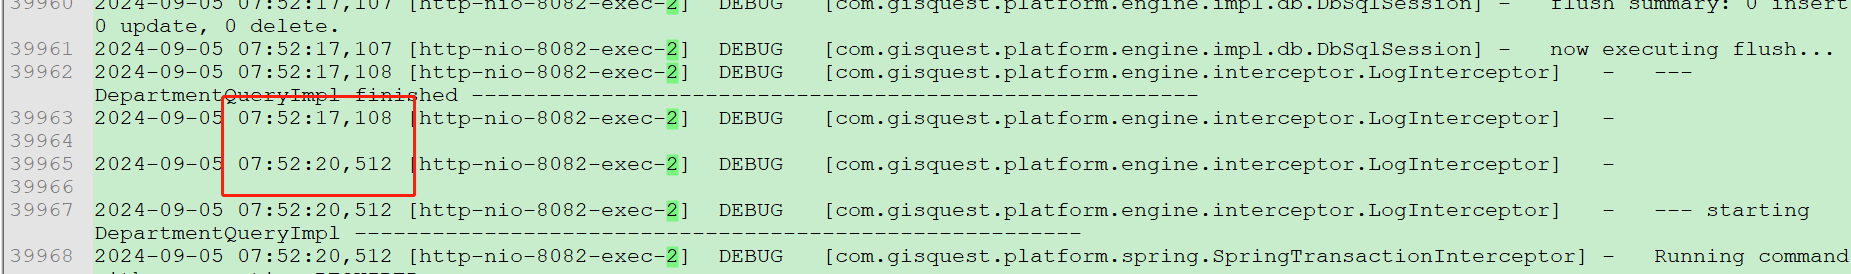 39960 2024-09-05 07:52:17,107 [http-nio-8082-exec-2]  DEBUG   [com.gisquest.platform.engine.impl.db.DbSqlSession] –   flush summary: 0 insert
0 update, 0 delete.
39961 2024-09-05 07:52:17,107 [http-nio-8082-exec-2]  DEBUG   [com.gisquest.platform.engine.impl.db.DbSqlSession] –   now executing flush...
39962 2024-09-05 07:52:17,108 [http-nio-8082-exec-2]  DEBUG   [com.gisquest.platform.engine.interceptor.LogInterceptor]   –   ---
DepartmentQueryImpl finished --------------------------------------------------------
39963 2024-09-05 07:52:17,108 [http-nio-8082-exec-2]  DEBUG   [com.gisquest.platform.engine.interceptor.LogInterceptor]   –
39964
39965 2024-09-05 07:52:20,512 [http-nio-8082-exec-2]  DEBUG   [com.gisquest.platform.engine.interceptor.LogInterceptor]   –
39966
39967 2024-09-05 07:52:20,512 [http-nio-8082-exec-2]  DEBUG   [com.gisquest.platform.engine.interceptor.LogInterceptor]   –   --- starting
DepartmentQueryImpl --------------------------------------------------------
39968 2024-09-05 07:52:20,512 [http-nio-8082-exec-2]  DEBUG   [com.gisquest.platform.spring.SpringTransactionInterceptor] –   Running command